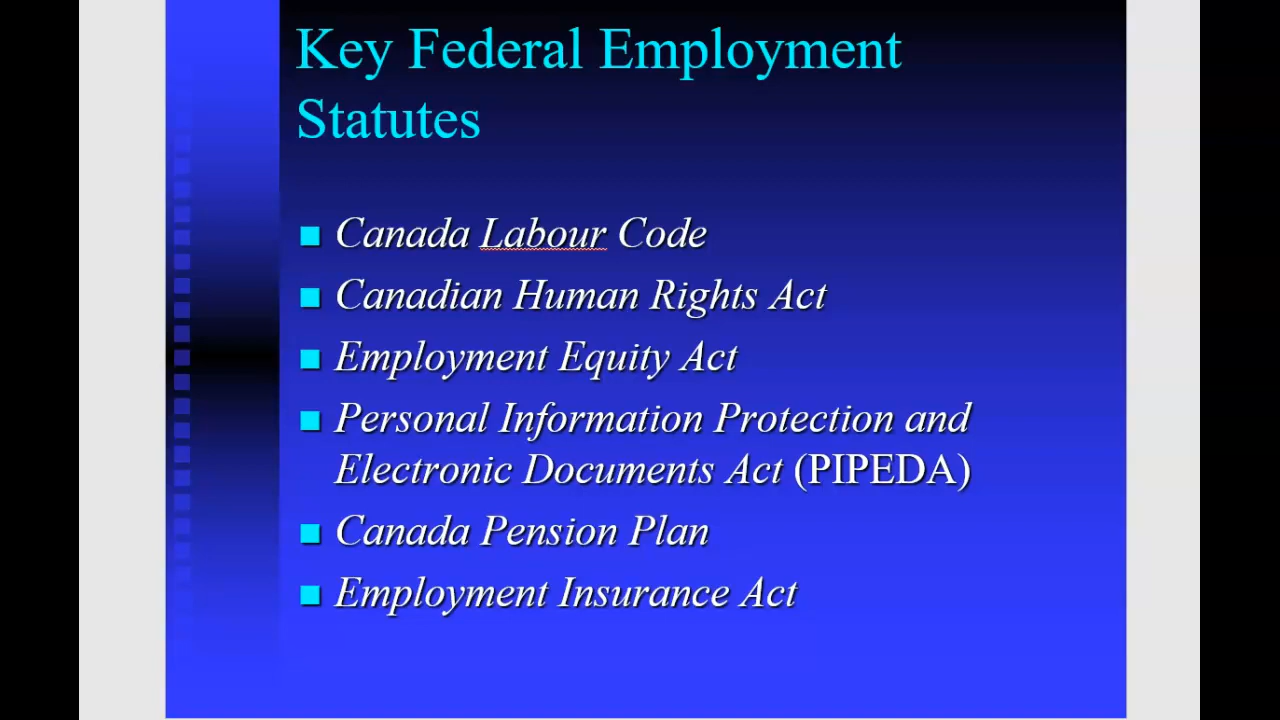 Key Federal Employment
Statutes
Canada Labour Code
Canadian Human Rights Act
Employment Equity Act
Personal Information Protection and
Electronic Documents Act (PIPEDA)
Canada Pension Plan
Employment Insurance Act